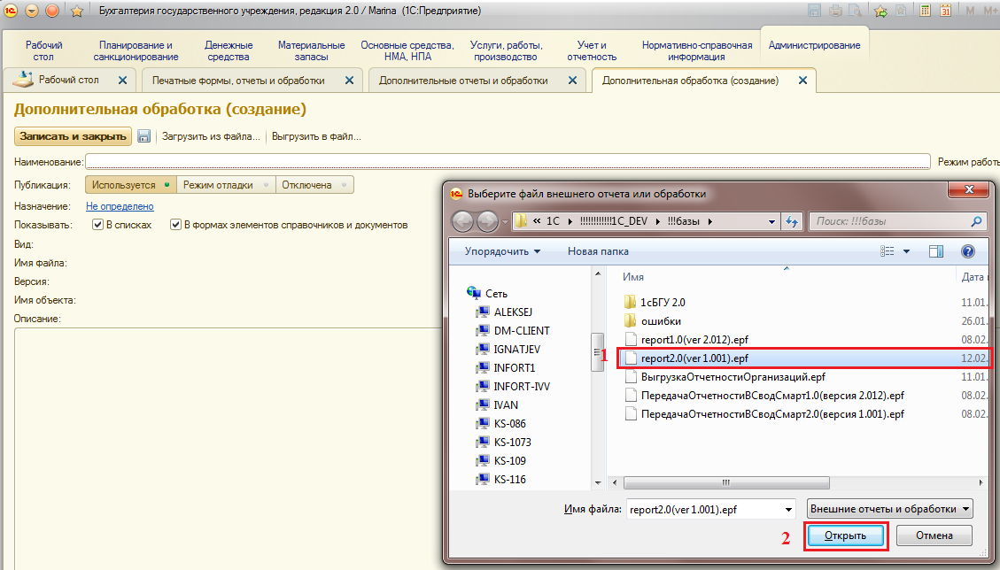 Бухгалтерия государственного учреждения, редакция 2.0 / Marina (1С:Предприятие)
M M+
Рабочий стол
Планирование и санкционирование
Денежные средства
Материальные запасы
Основные средства, НМА, НПА
Услуги, работы, производство
Учет и отчетность
Нормативно-справочная информация
Администрирование
Рабочий стол
Печатные формы, отчеты и обработки
Дополнительные отчеты и обработки
Дополнительная обработка (создание)
Дополнительная обработка (создание)
Записать и закрыть
Загрузить из файла...
Выгрузить в файл...
Наименование:
Режим работь
Публикация:
Используется
Режим отладки
Отключена
Назначение:
Не определено
Показывать:
В списках
В формах элементов справочников и документов
Вид:
Имя файла:
Версия:
Имя объекта:
Описание:
Выберите файл внешнего отчета или обработки
« 1С ▸ !!!!!!!!!!!!1C_DEV ▸ !!!базы ▸
Поиск: !!!базы
Упорядочить
Новая папка
Сеть
ALEKSEJ
DM-CLIENT
IGNATJEV
INFORT1
INFORT-IVV
IVAN
KS-086
KS-1073
KS-109
KS-116
Имя
Дата
1сБГУ 2.0
11.01.
ошибки
26.01.
report1.0(ver 2.012).epf
08.02.
1
report2.0(ver 1.001).epf
12.02.
ВыгрузкаОтчетностиОрганизаций.epf
11.01.
ПередачаОтчетностиВСводСмарт1.0(версия 2.012).epf
08.02.
ПередачаОтчетностиВСводСмарт2.0(версия 1.001).epf
08.02.
Имя файла:
report2.0(ver 1.001).epf
Внешние отчеты и обработки
2
Открыть
Отмена